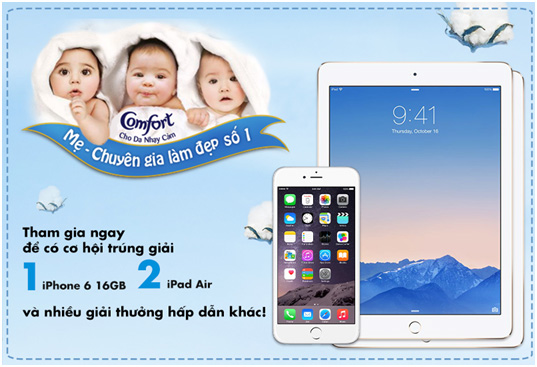 Comfort
Cho Da Nhạy Cảm
Mẹ - Chuyên gia làm đẹp số 1
Tham gia ngay
để có cơ hội trúng giải
1 iPhone 6 16GB 2 iPad Air
và nhiều giải thưởng hấp dẫn khác!
9:41
Thursday, October 16